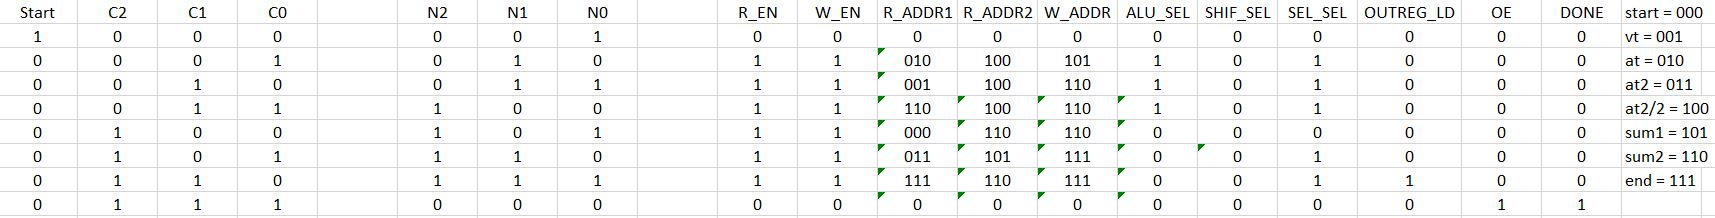 Start C2 C1 C0 N2 N1 N0 R_EN W_EN R_ADDR1 R_ADDR2 W_ADDR ALU_SEL SHIF_SEL SEL_SEL OUTREG_LD OE DONE start = 000
1 0 0 0 0 0 1 0 0 0 0 0 0 0 0 0 0 0 vt = 001
0 0 0 1 0 1 0 1 1 010 100 101 1 0 1 0 0 0 at = 010
0 0 1 0 0 1 1 1 1 001 100 110 1 0 1 0 0 0 at2 = 011
0 0 1 1 1 0 0 1 1 110 100 110 1 0 1 0 0 0 at2/2 = 100
0 1 0 0 1 0 1 1 1 000 110 110 0 0 0 0 0 0 sum1 = 101
0 1 0 1 1 1 0 1 1 011 101 111 0 0 1 0 0 0 sum2 = 110
0 1 1 0 1 1 1 1 1 111 110 111 0 0 1 1 0 0 end = 111
0 1 1 1 0 0 0 0 0 0 0 0 0 0 0 0 1 1